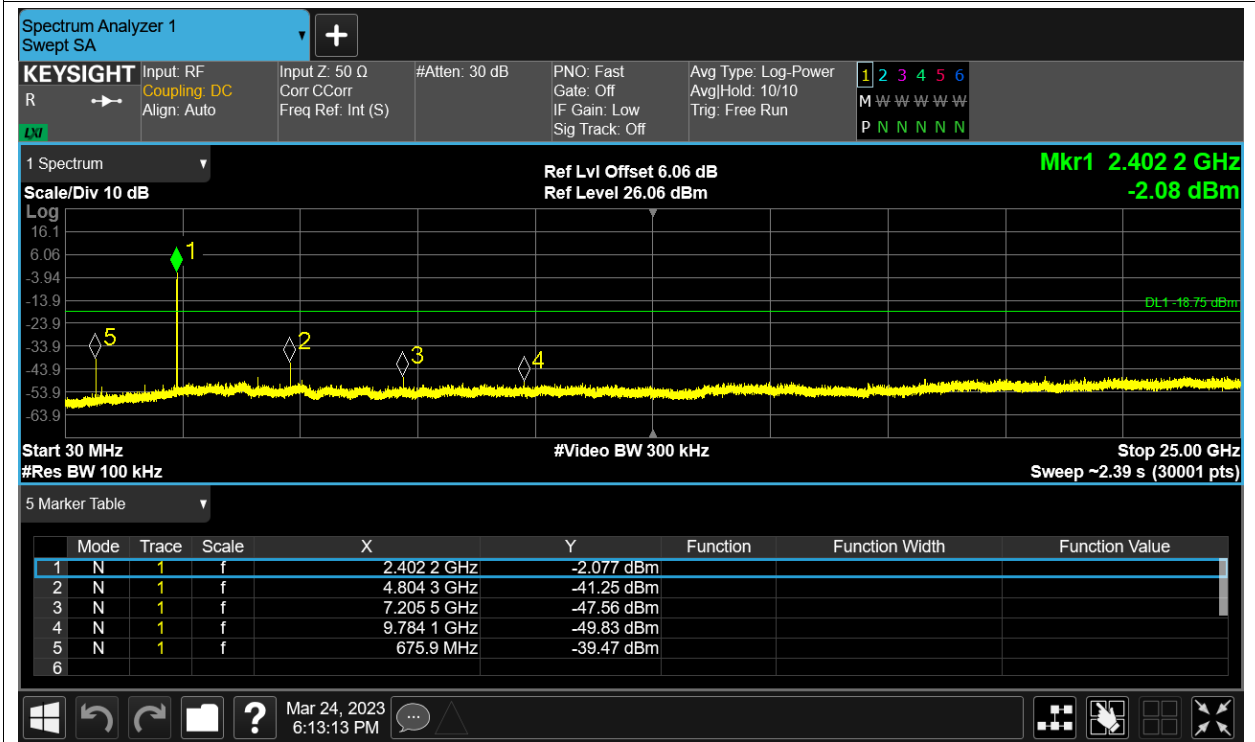 Spectrum Analyzer 1
Swept SA
KEYSIGHT
R
LXI
Input: RF
Coupling: DC
Align: Auto
Input Z: 50 Ω
Corr CCorr
Freq Ref: Int (S)
#Atten: 30 dB
PNO: Fast
Gate: Off
IF Gain: Low
Sig Track: Off
Avg Type: Log-Power
Avg|Hold: 10/10
Trig: Free Run
1 2 3 4 5 6
M W W W W W
P N N N N N
1 Spectrum
Scale/Div 10 dB
Ref Lvl Offset 6.06 dB
Ref Level 26.06 dBm
Mkr1 2.402 2 GHz
-2.08 dBm
Log
16.1
6.06
-3.94
-13.9
-23.9
-33.9
-43.9
-53.9
-63.9
1
5
2
3
4
DL1 -18.75 dBm
Start 30 MHz
#Video BW 300 kHz
Stop 25.00 GHz
#Res BW 100 kHz
Sweep ~2.39 s (30001 pts)
5 Marker Table
Mode Trace Scale X Y Function Function Width Function Value
1 N 1 f 2.402 2 GHz -2.077 dBm
2 N 1 f 4.804 3 GHz -41.25 dBm
3 N 1 f 7.205 5 GHz -47.56 dBm
4 N 1 f 9.784 1 GHz -49.83 dBm
5 N 1 f 675.9 MHz -39.47 dBm
6
?
Mar 24, 2023
6:13:13 PM